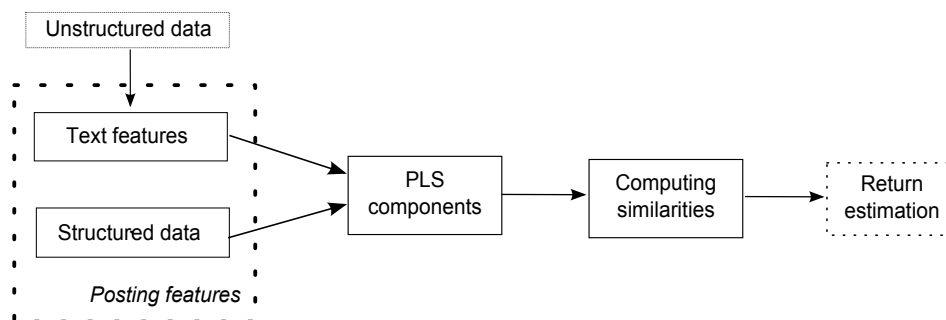 Unstructured data
Text features
Structured data
Posting features
PLS
components
Computing
similarities
Return
estimation